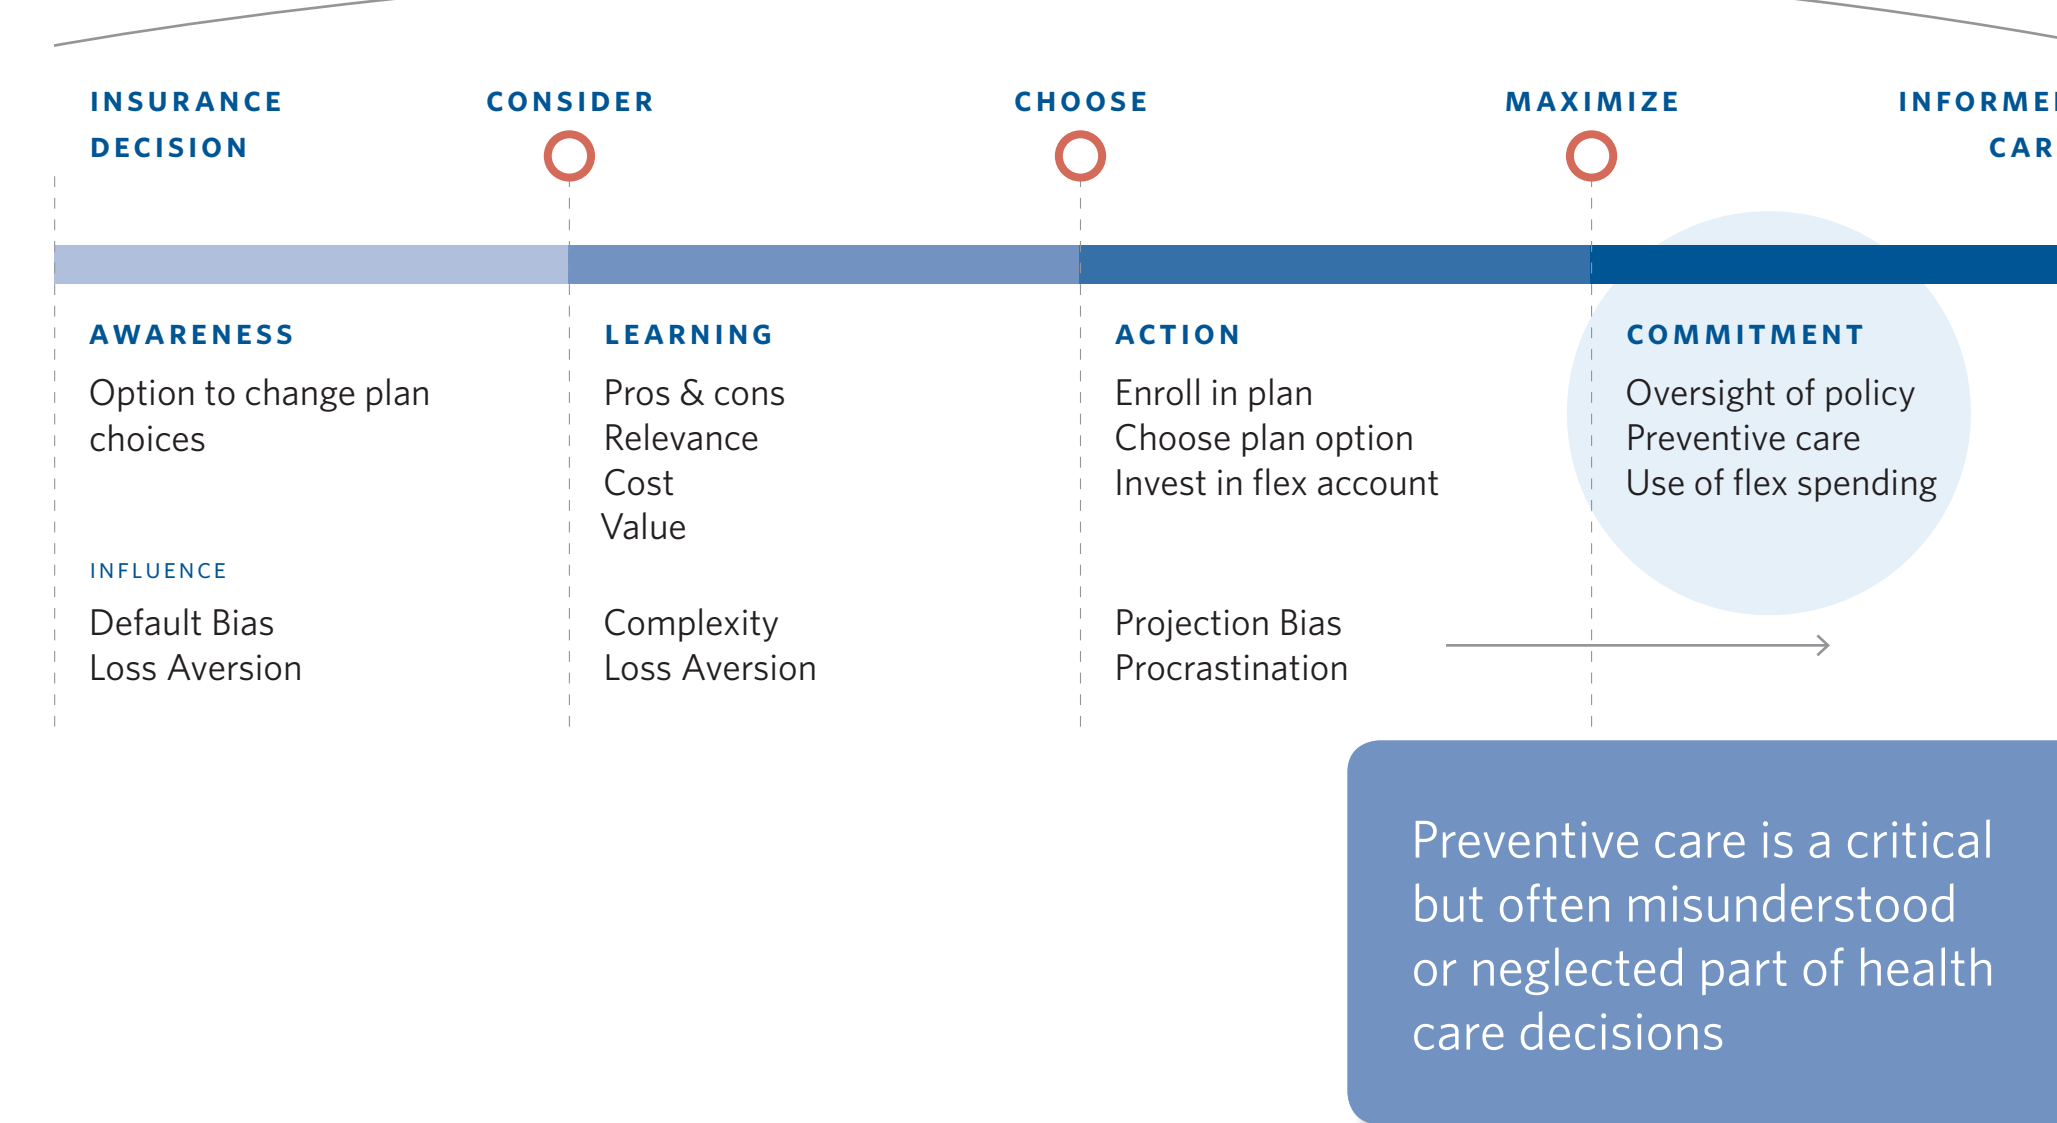 INSURANCE
DECISION
CONSIDER
CHOOSE
MAXIMIZE
CAR
AWARENESS
Option to change plan
choices
LEARNING
Pros & cons
Relevance
Cost
Value
ACTION
Enroll in plan
Choose plan option
Invest in flex account
COMMITMENT
Oversight of policy
Preventive care
Use of flex spending
INFLUENCE
Default Bias
Loss Aversion
Complexity
Loss Aversion
Projection Bias
Procrastination
Preventive care is a critical
but often misunderstood
or neglected part of health
care decisions